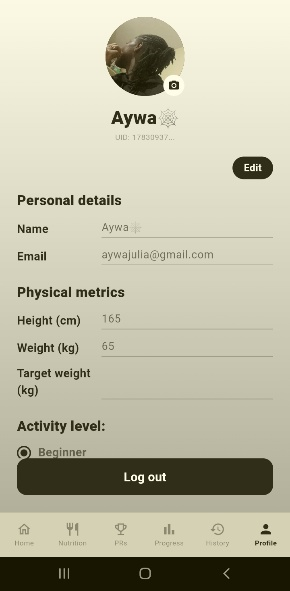 Aywa🕸️
UID: 17830937...
Edit
Personal details
Name Aywa🕸️
Email aywajulia@gmail.com
Physical metrics
Height (cm) 165
Weight (kg) 65
Target weight
(kg)
Activity level:
Beginner
Log out
Home Nutrition PRs Progress History Profile